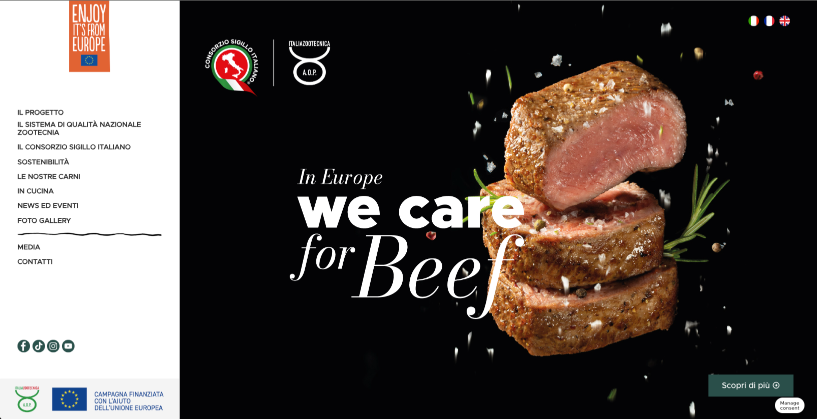 ENJOY
IT'S FROM
EUROPE
IL PROGETTO
IL SISTEMA DI QUALITÀ NAZIONALE
ZOOTECNIA
IL CONSORZIO SIGILLO ITALIANO
SOSTENIBILITÀ
LE NOSTRE CARNI
IN CUCINA
NEWS ED EVENTI
FOTO GALLERY
MEDIA
CONTATTI
ITALIAZOOTECNICA
A.O.P.
CAMPAGNA FINANZIATA
CON L'AIUTO
DELL'UNIONE EUROPEA
CONSORZIO SIGILLO ITALIANO
ITALIAZOOTECNICA
A.O.P.
In Europe
we care
for Beef
Scopri di più
Manage
consent